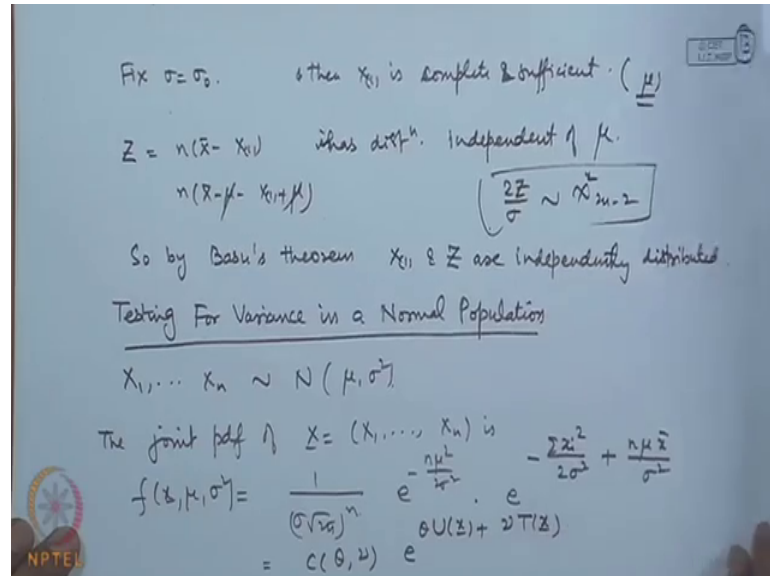 © CET
I.I.T. KGP
Fix σ = σ₀. then X₍₁₎ is complete & sufficient. (μ)
Z = n(x̄ - X₍₁₎) has distⁿ. independent of μ.
n(x̄-μ - X₍₁₎+μ) 2Z/σ ~ χ²₂ₙ₋₂
So by Basu's theorem X₍₁₎ & Z are independently distributed.
Testing For Variance in a Normal Population
X₁, ... Xₙ ~ N(μ, σ²)
The joint pdf of X = (X₁, ..., Xₙ) is
f(x, μ, σ²) = 1/(σ√2π)ⁿ e^(-nμ²/2σ²) . e^(-Σxi²/2σ² + nμx̄/σ²)
= C(θ, ν) e^(θU(x) + νT(x))
NPTEL